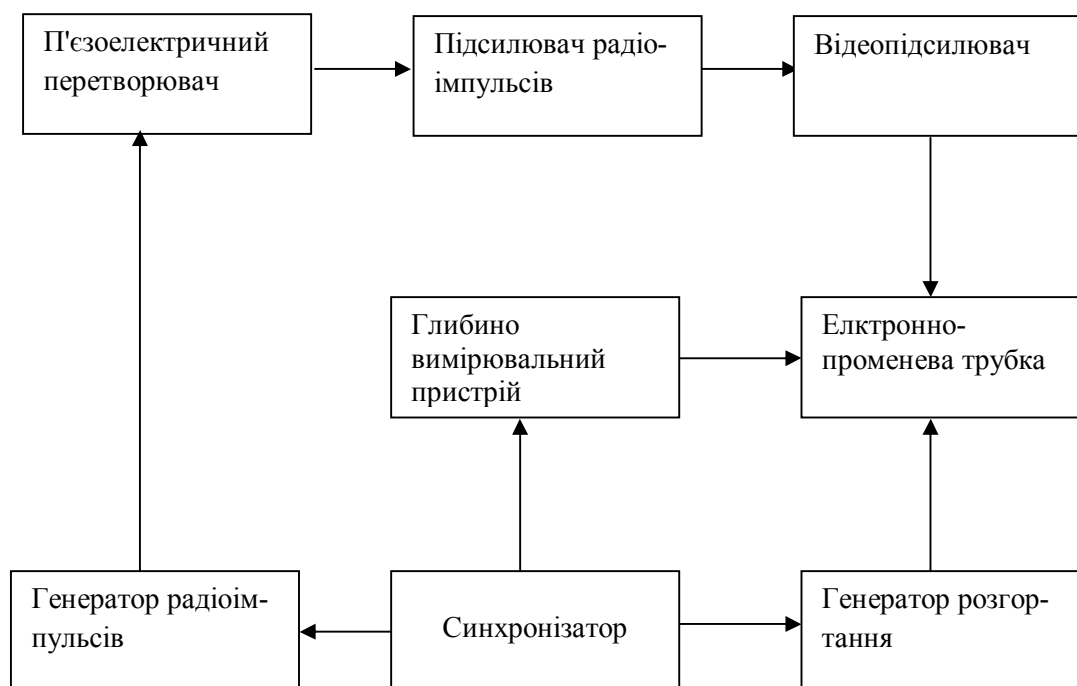 П'єзоелектричний
перетворювач
Підсилювач радіо-
імпульсів
Відеопідсилювач
Глибино
вимірювальний
пристрій
Елктронно-
променева трубка
Генератор радіоім-
пульсів
Синхронізатор
Генератор розгор-
тання